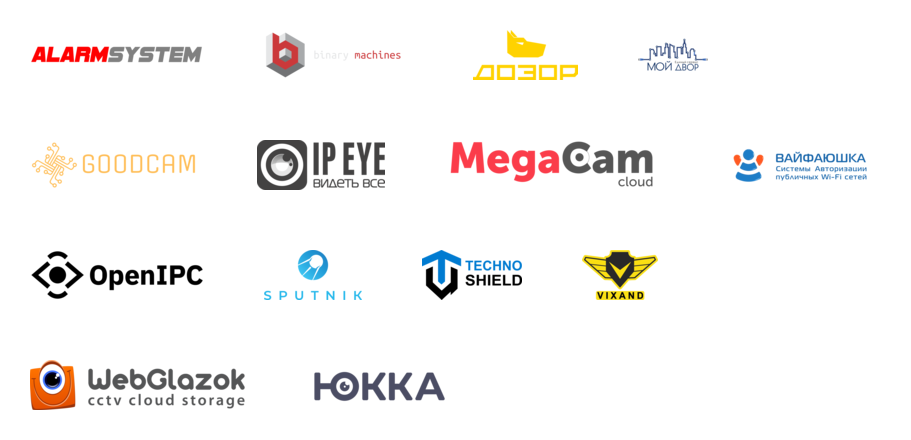 ALARMSYSTEM
binary machines
ДОЗОР
МОЙ ДВОР
GOODCAM
IP EYE
ВИДЕТЬ ВСЕ
MegaCam
cloud
ВАЙФАЮШКА
Системы Авторизации
публичных Wi-Fi сетей
OpenIPC
SPUTNIK
TECHNO
SHIELD
VIXAND
WebGlazok
cctv cloud storage
ЮККА